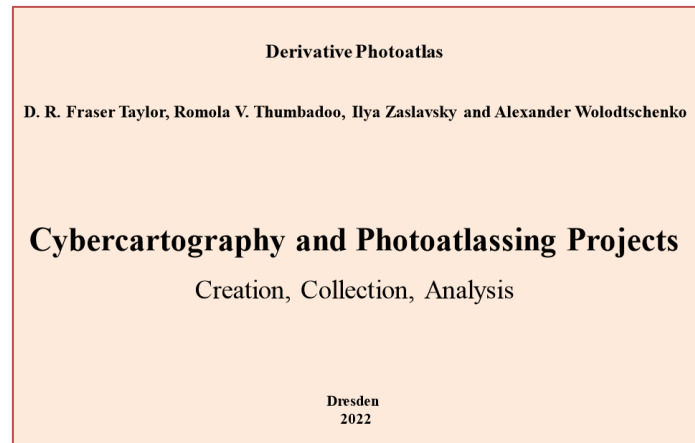 Derivative Photoatlas
D. R. Fraser Taylor, Romola V. Thumbadoo, Ilya Zaslavsky and Alexander Wolodtschenko
Cybercartography and Photoatlassing Projects
Creation, Collection, Analysis
Dresden
2022